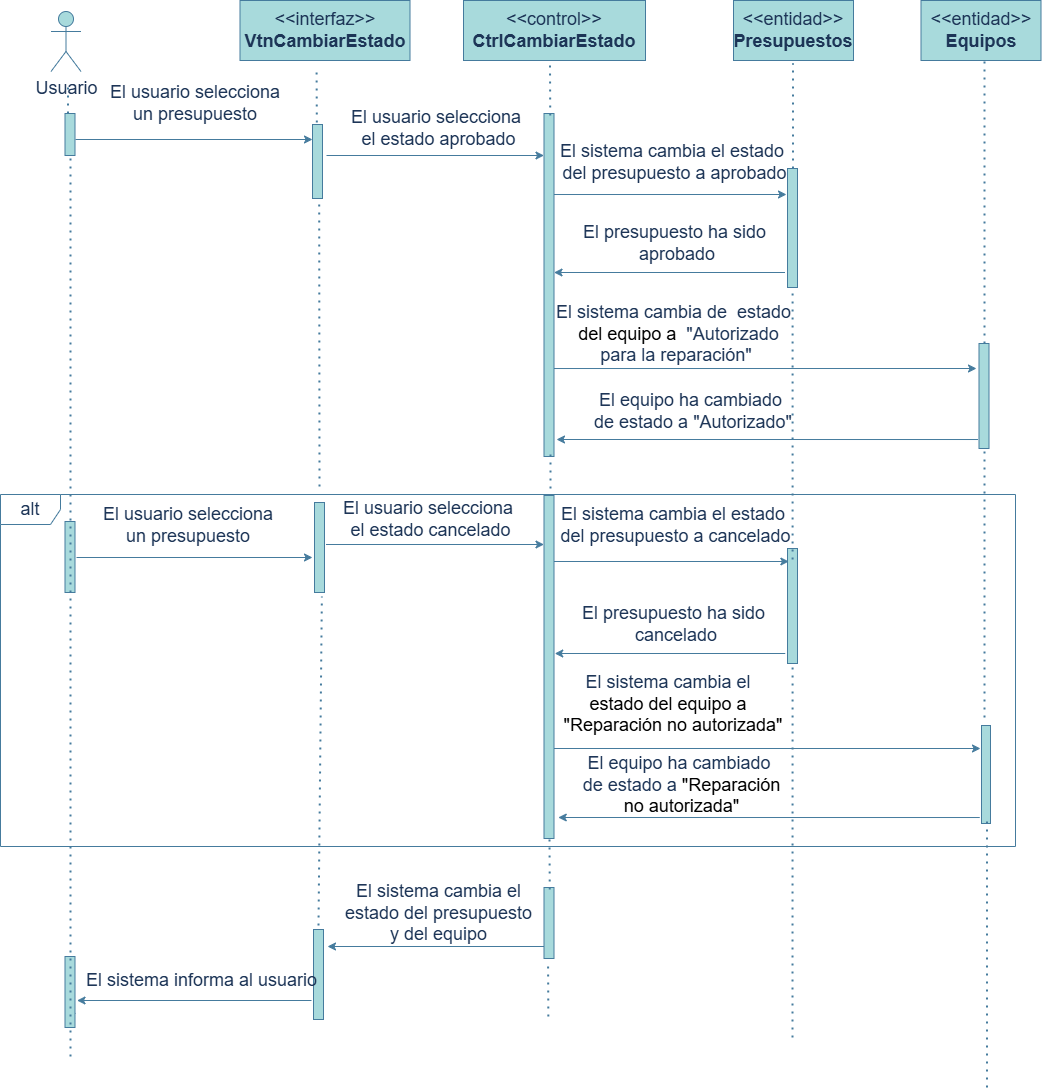 <<interfaz>>
VtnCambiarEstado
<<control>>
CtrlCambiarEstado
<<entidad>>
Presupuestos
<<entidad>>
Equipos
Usuario
El usuario selecciona
un presupuesto
El usuario selecciona
el estado aprobado
El sistema cambia el estado
del presupuesto a aprobado
El presupuesto ha sido
aprobado
El sistema cambia de estado
del equipo a "Autorizado
para la reparación"
El equipo ha cambiado
de estado a "Autorizado"
alt
El usuario selecciona
un presupuesto
El usuario selecciona
el estado cancelado
El sistema cambia el estado
del presupuesto a cancelado
El presupuesto ha sido
cancelado
El sistema cambia el
estado del equipo a
"Reparación no autorizada"
El equipo ha cambiado
de estado a "Reparación
no autorizada"
El sistema cambia el
estado del presupuesto
y del equipo
El sistema informa al usuario